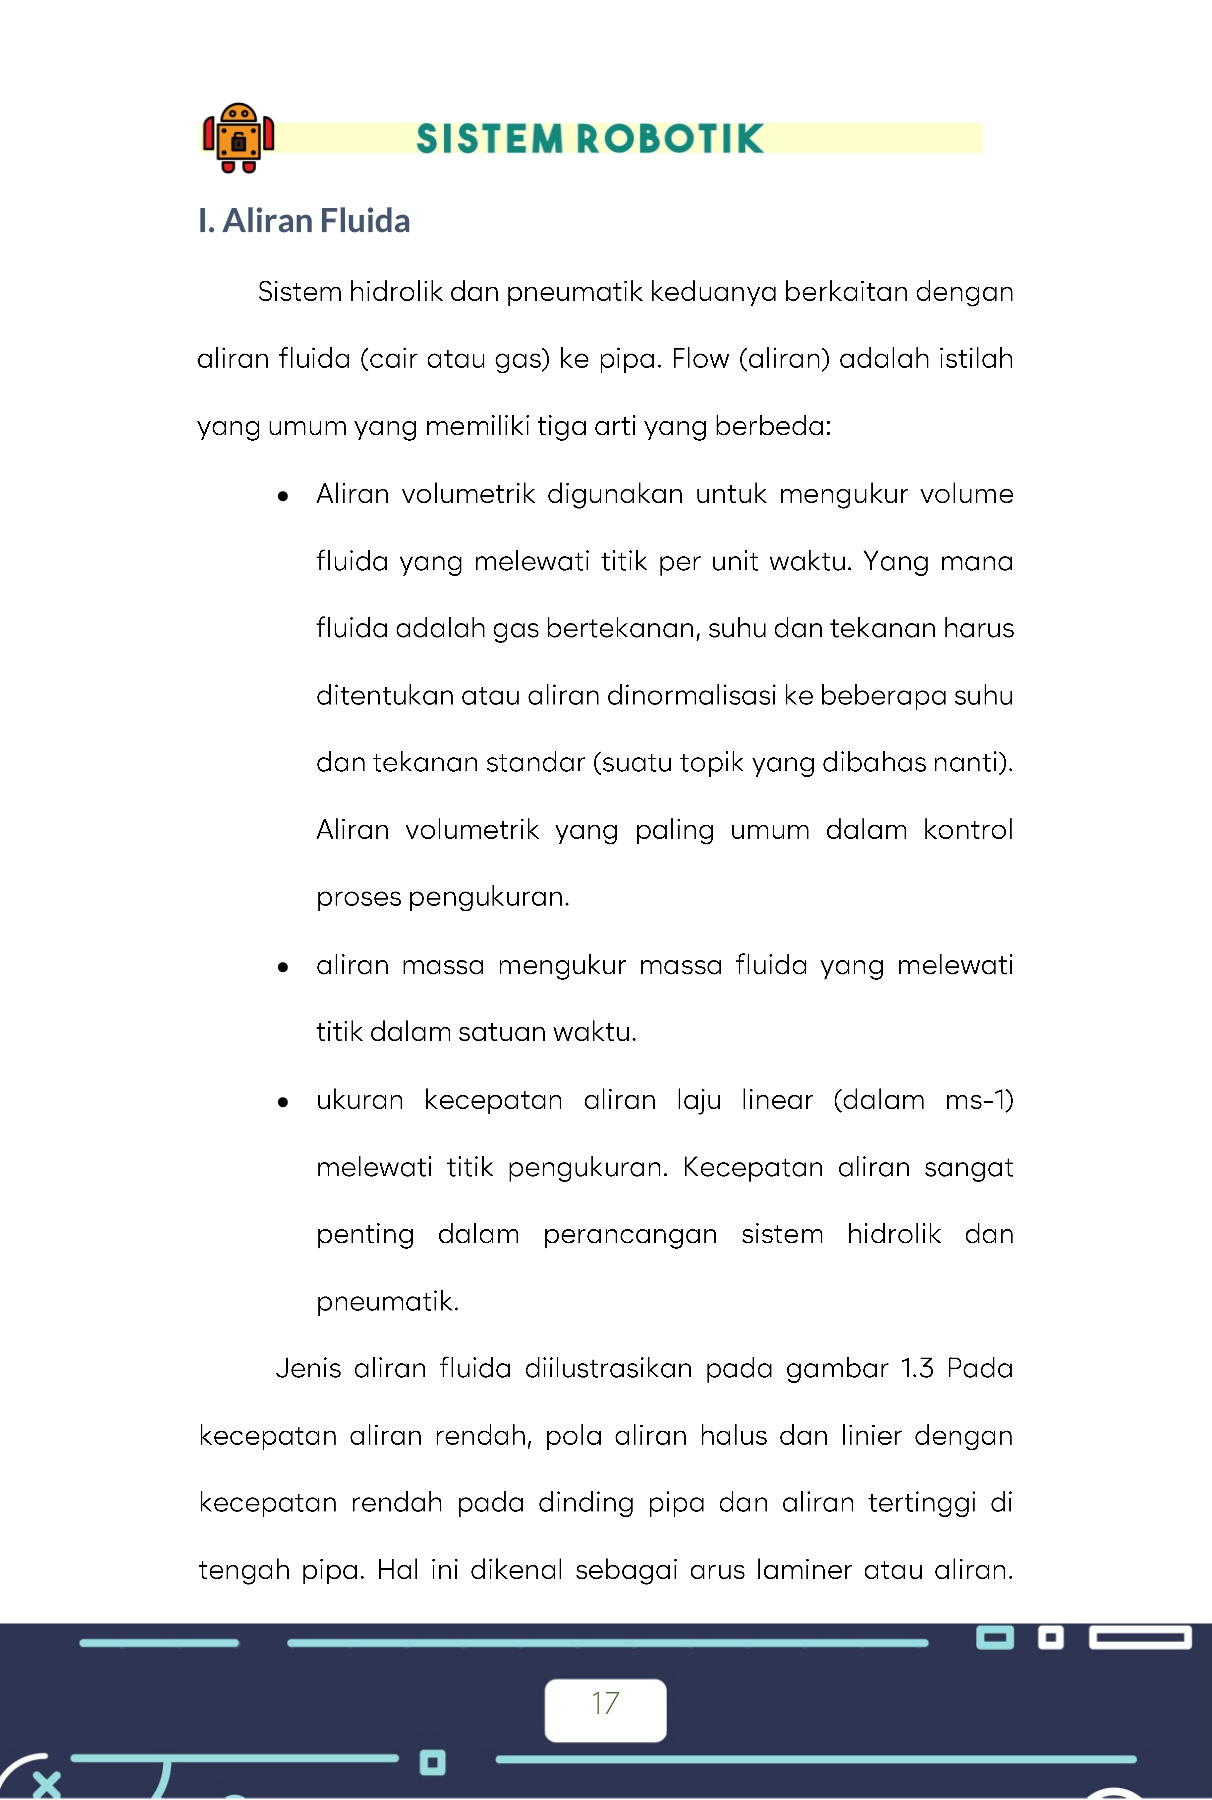 SISTEM ROBOTIK
I. Aliran Fluida
Sistem hidrolik dan pneumatik keduanya berkaitan dengan
aliran fluida (cair atau gas) ke pipa. Flow (aliran) adalah istilah
yang umum yang memiliki tiga arti yang berbeda:
• Aliran volumetrik digunakan untuk mengukur volume
fluida yang melewati titik per unit waktu. Yang mana
fluida adalah gas bertekanan, suhu dan tekanan harus
ditentukan atau aliran dinormalisasi ke beberapa suhu
dan tekanan standar (suatu topik yang dibahas nanti).
Aliran volumetrik yang paling umum dalam kontrol
proses pengukuran.
• aliran massa mengukur massa fluida yang melewati
titik dalam satuan waktu.
• ukuran kecepatan aliran laju linear (dalam ms-1)
melewati titik pengukuran. Kecepatan aliran sangat
penting dalam perancangan sistem hidrolik dan
pneumatik.
Jenis aliran fluida diilustrasikan pada gambar 1.3 Pada
kecepatan aliran rendah, pola aliran halus dan linier dengan
kecepatan rendah pada dinding pipa dan aliran tertinggi di
tengah pipa. Hal ini dikenal sebagai arus laminer atau aliran.
17